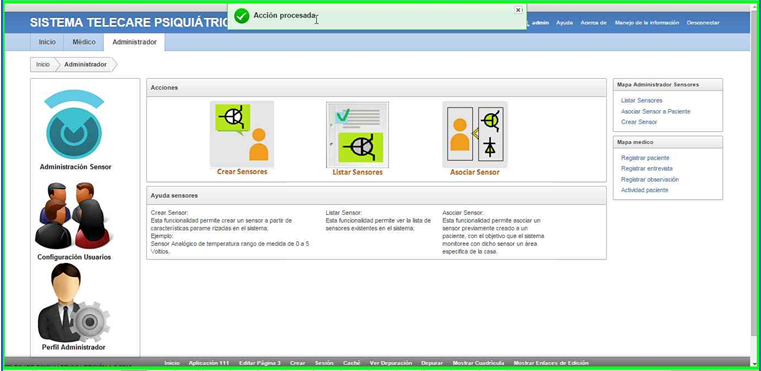 Acción procesada
SISTEMA TELECARE PSIQUIÁTRIC
admin Ayuda Acerca de Manejo de la información Desconectar
Inicio Médico Administrador
Inicio Administrador
Administración Sensor
Configuración Usuarios
Perfil Administrador
Acciones
Crear Sensores Listar Sensores Asociar Sensor
Ayuda sensores
Crear Sensor:
Esta funcionalidad permite crear un sensor a partir de
características parame rizadas en el sistema.
Ejemplo:
Sensor Analógico de temperatura rango de medida de 0 a 5
Voltios.
Listar Sensor:
Esta funcionalidad permite ver la lista de
sensores existentes en el sistema.
Asociar Sensor:
Esta funcionalidad permite asociar un
sensor previamente creado a un
paciente, con el objetivo que el sistema
monitoree con dicho sensor un área
especifica de la casa.
Mapa Administrador Sensores
Listar Sensores
Asociar Sensor a Paciente
Crear Sensor
Mapa medico
Registrar paciente
Registrar entrevista
Registrar observación
Actividad paciente
Inicio Aplicación 111 Editar Página 3 Crear Sesión Caché Ver Depuración Depurar Mostrar Cuadrícula Mostrar Enlaces de Edición